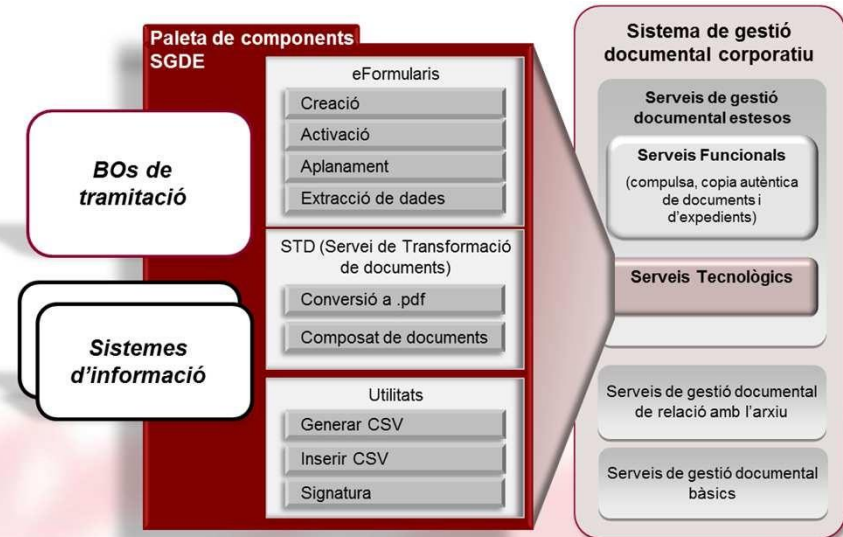 Paleta de components
SGDE
BOs de
tramitació
Sistemes
d’informació
eFormularis
Creació
Activació
Aplanament
Extracció de dades
STD (Servei de Transformació
de documents)
Conversió a .pdf
Composat de documents
Utilitats
Generar CSV
Inserir CSV
Signatura
Sistema de gestió
documental corporatiu
Serveis de gestió
documental estesos
Serveis Funcionals
(compulsa, copia autèntica
de documents i
d’expedients)
Serveis Tecnològics
Serveis de gestió documental
de relació amb l’arxiu
Serveis de gestió documental
bàsics